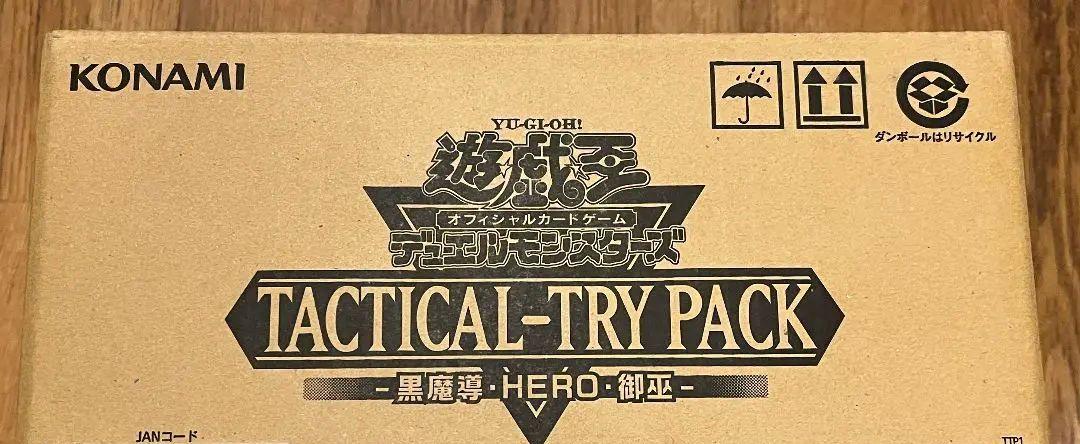 KONAMI
ダンボールはリサイクル
YU-GI-OH!
遊戯王
オフィシャルカードゲーム
デュエルモンスターズ
TACTICAL-TRY PACK
-黒魔導・HERO・御巫-
JANコード
TTP1